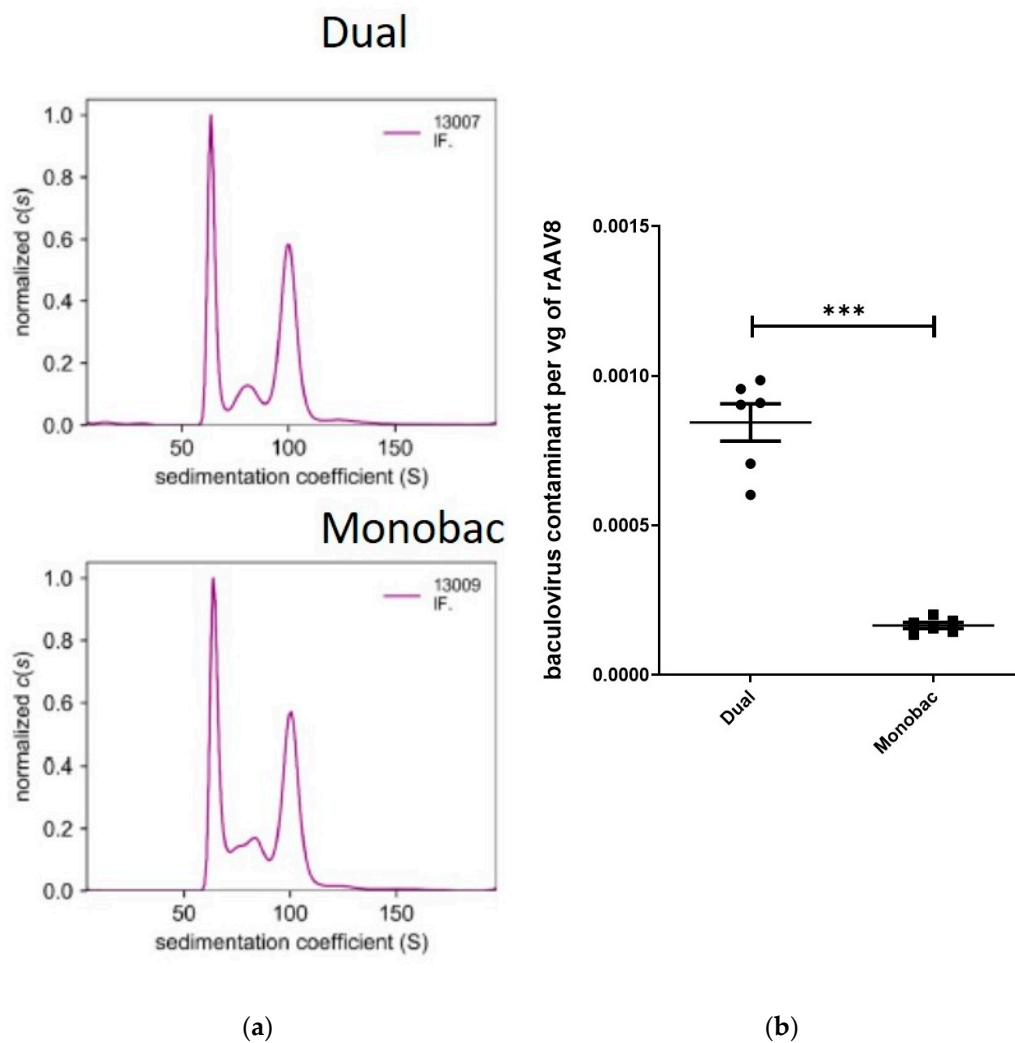 Dual
1.0
0.8
0.6
0.4
0.2
0.0
normalized c(s)
13007
IF.
50
100
150
sedimentation coefficient (S)
Monobac
1.0
0.8
0.6
0.4
0.2
0.0
normalized c(s)
13009
IF.
50
100
150
sedimentation coefficient (S)
(a)
baculovirus contaminant per vg of rAAV8
0.0015
0.0010
0.0005
0.0000
***
Dual
Monobac
(b)